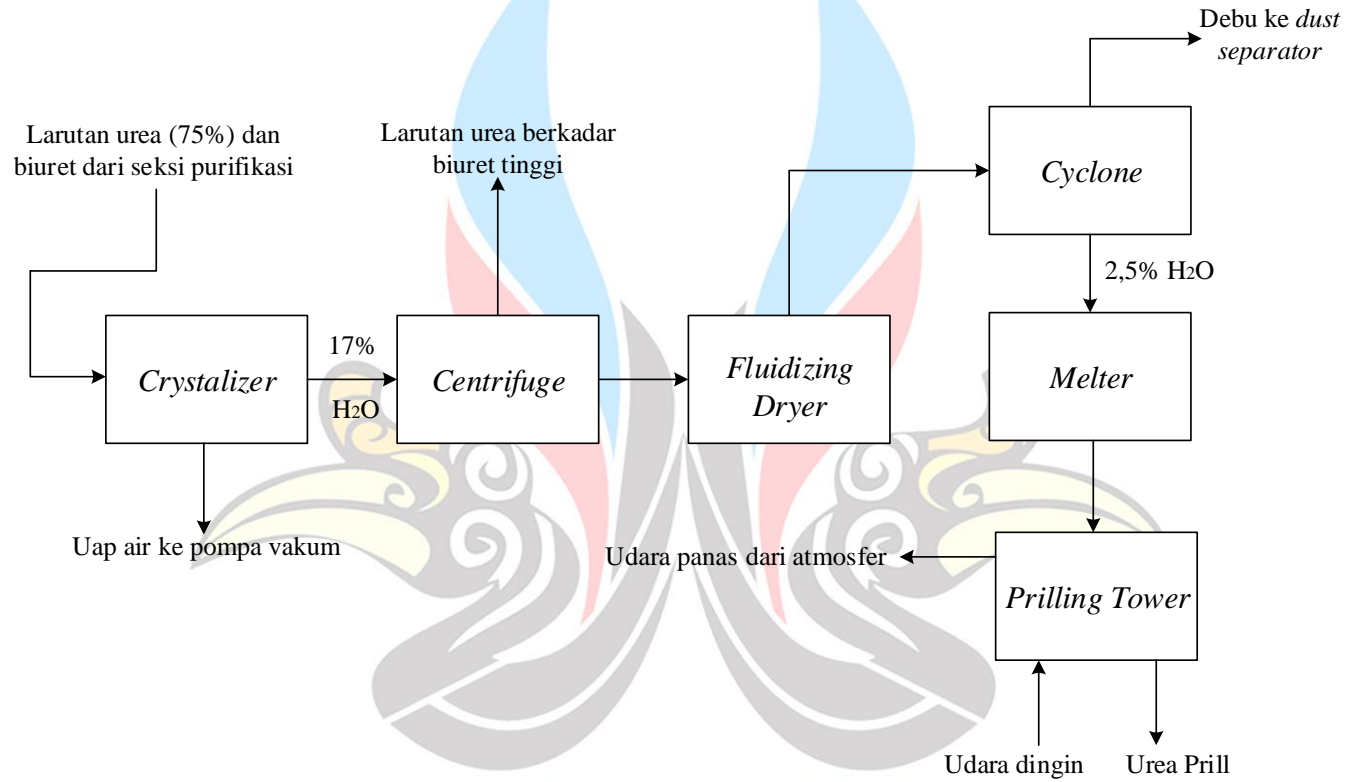 Debu ke dust
separator
Larutan urea (75%) dan
biuret dari seksi purifikasi
Larutan urea berkadar
biuret tinggi
Cyclone
2,5% H2O
Crystalizer
17%
H2O
Centrifuge
Fluidizing
Dryer
Melter
Uap air ke pompa vakum
Udara panas dari atmosfer
Prilling Tower
Udara dingin
Urea Prill